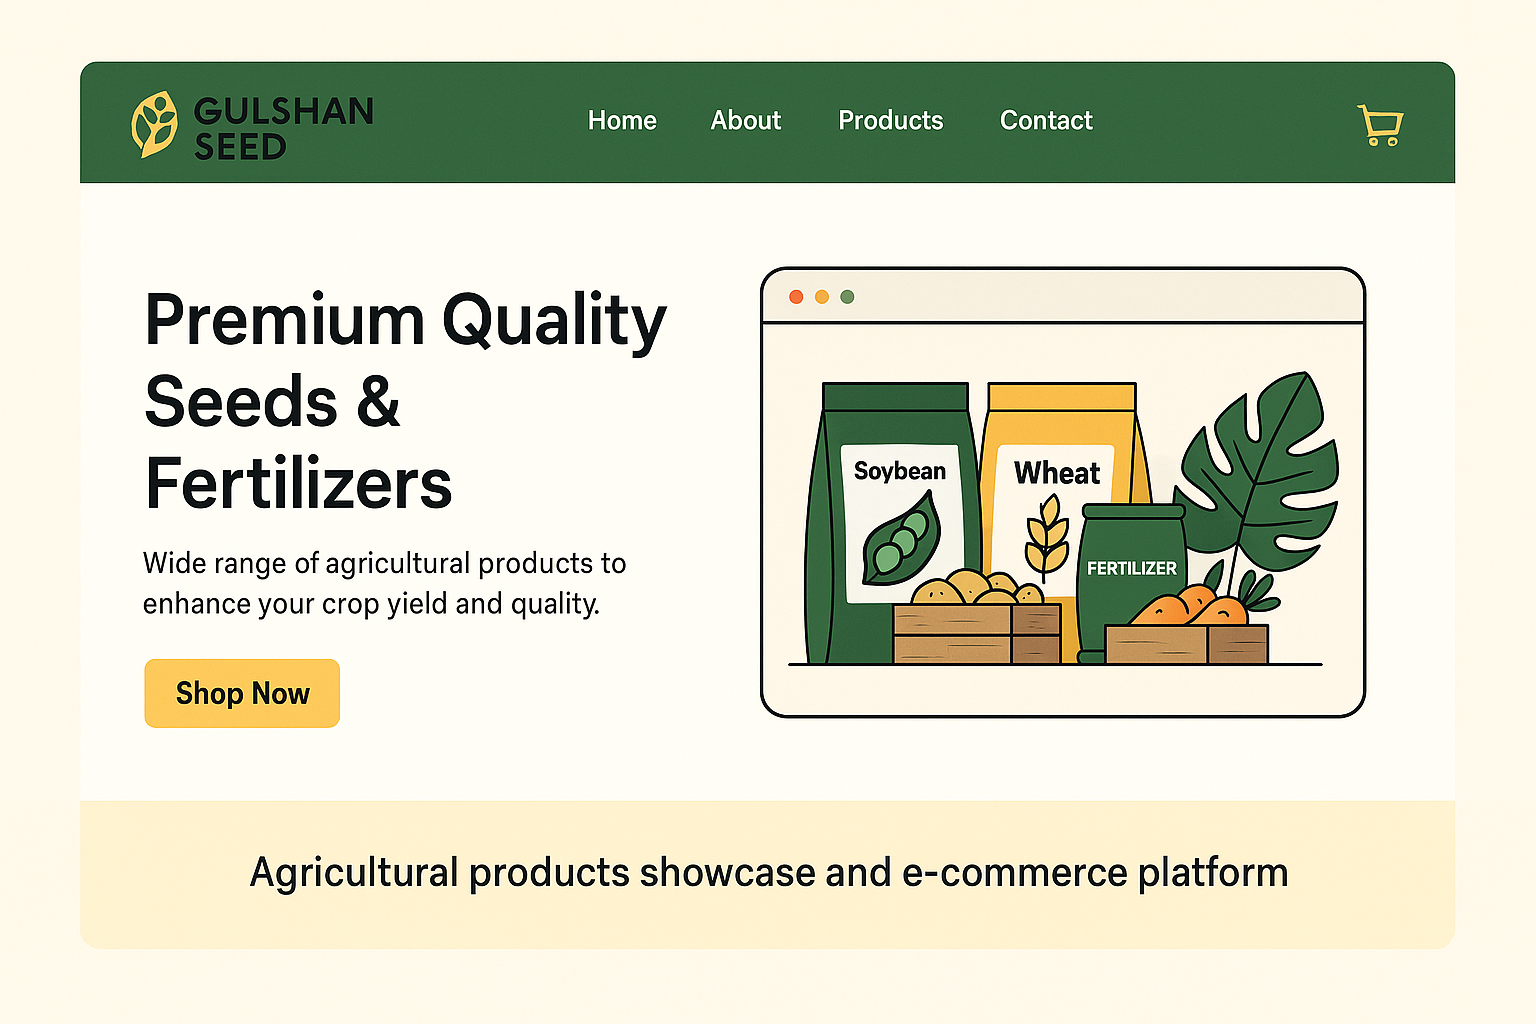 GULSHAN
SEED
Home About Products Contact
Premium Quality
Seeds &
Fertilizers
Wide range of agricultural products to
enhance your crop yield and quality.
Shop Now
Soybean
Wheat
FERTILIZER
Agricultural products showcase and e-commerce platform